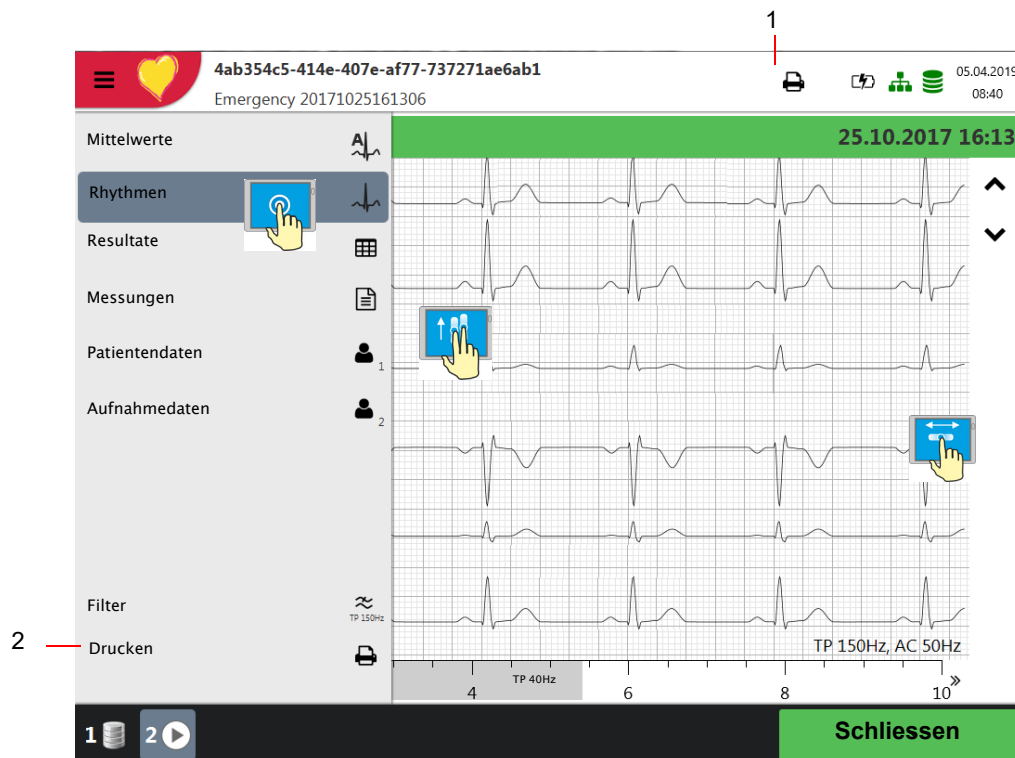 1
4ab354c5-414e-407e-af77-737271ae6ab1
05.04.2019
Emergency 20171025161306
08:40
Mittelwerte
A
25.10.2017 16:13
Rhythmen
Resultate
Messungen
Patientendaten
1
Aufnahmedaten
2
Filter
TP 150Hz
2
Drucken
TP 150Hz, AC 50Hz
TP 40Hz
4 6 8 10 »
1 2
Schliessen